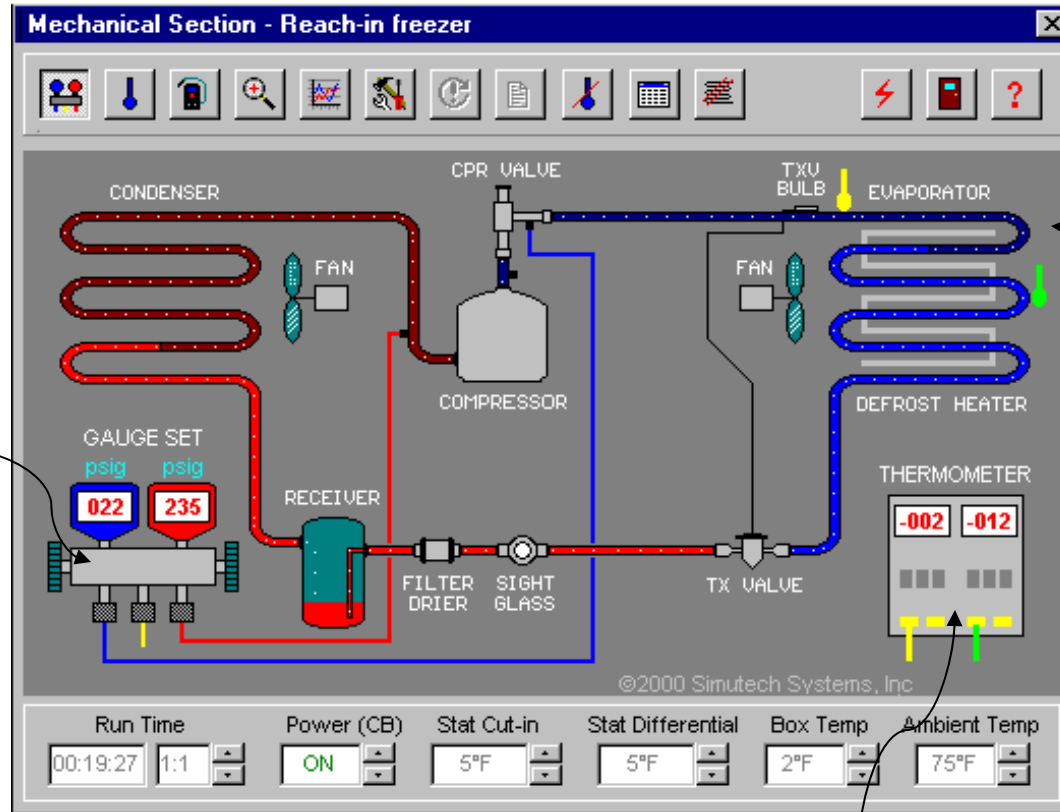 Mechanical Section - Reach-in freezer
?
CPR VALVE
TXV
BULB
EVAPORATOR
CONDENSER
FAN
FAN
COMPRESSOR
DEFROST HEATER
GAUGE SET
psig psig
022 235
RECEIVER
THERMOMETER
-002 -012
FILTER
DRIER
SIGHT
GLASS
TX VALVE
©2000 Simutech Systems, Inc
Run Time Power (CB) Stat Cut-in Stat Differential Box Temp Ambient Temp
00:19:27 1:1 ON 5°F 5°F 2°F 75°F